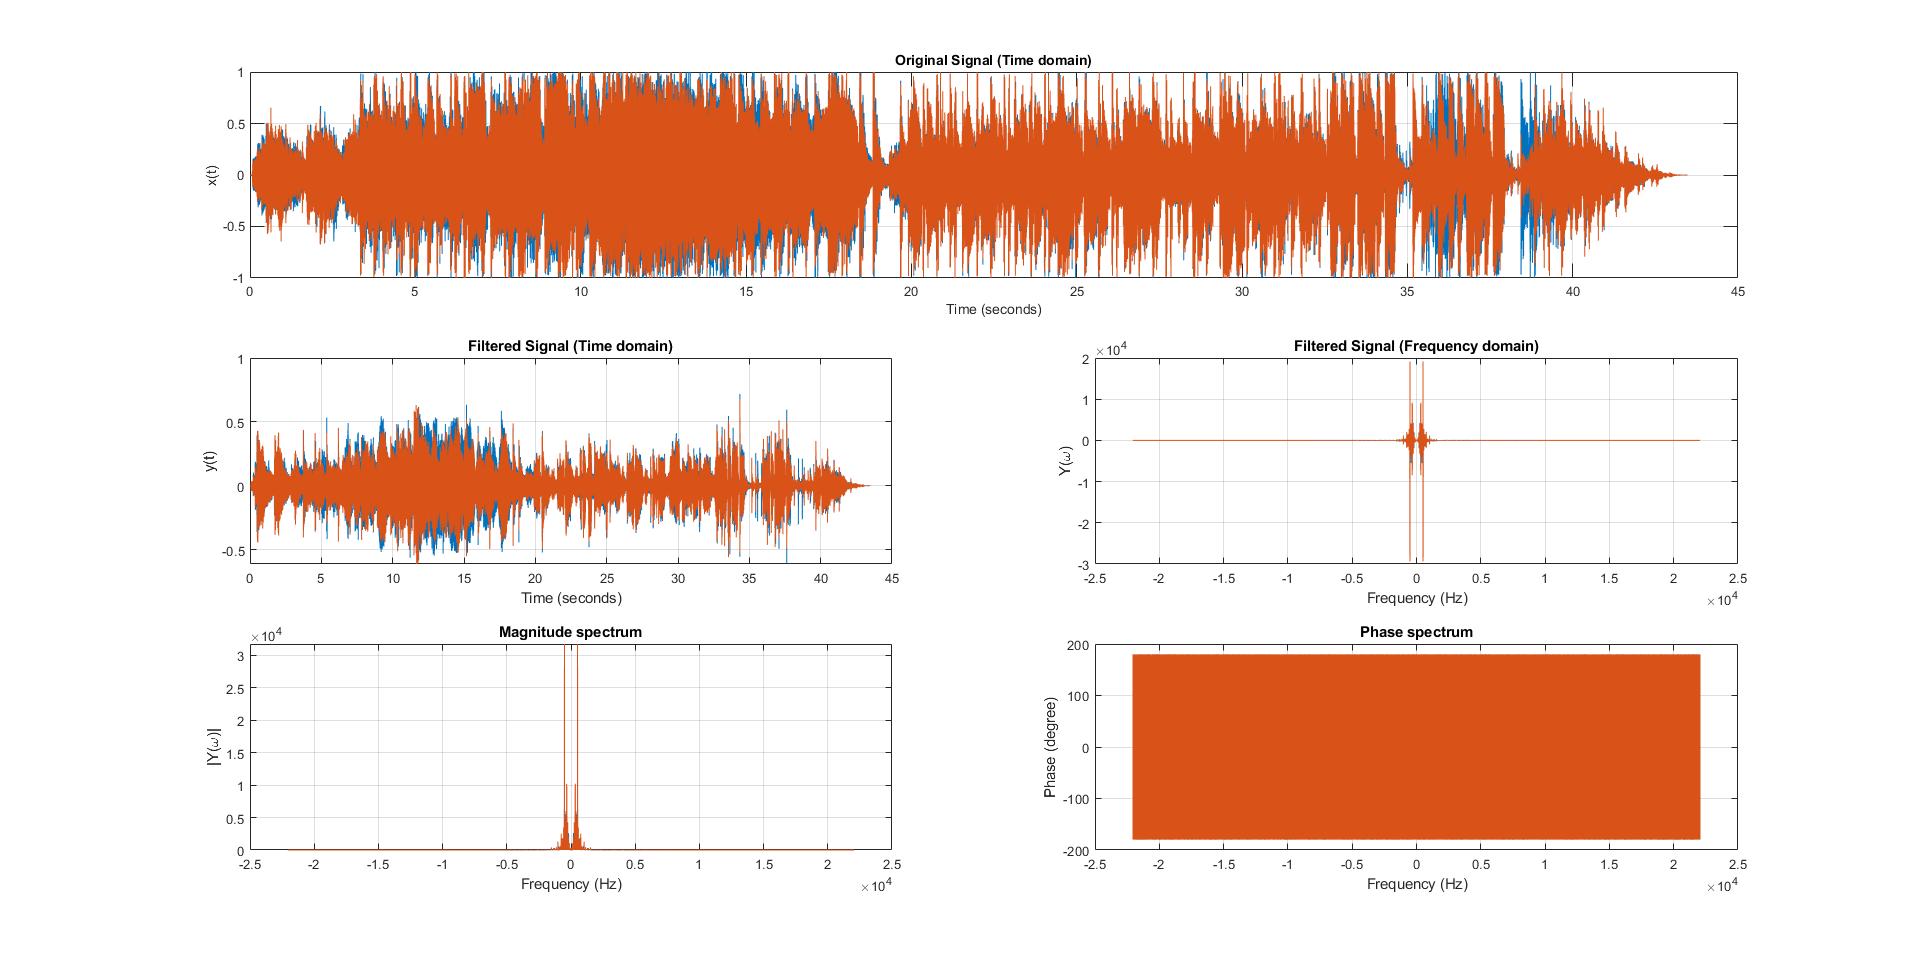 Original Signal (Time domain)
1
0.5
0
-0.5
-1
x(t)
0 5 10 15 20 25 30 35 40 45
Time (seconds)
Filtered Signal (Time domain)
1
0.5
0
-0.5
y(t)
0 5 10 15 20 25 30 35 40 45
Time (seconds)
Filtered Signal (Frequency domain)
×10^4
2
1
0
-1
-2
-3
Y(ω)
-2.5 -2 -1.5 -1 -0.5 0 0.5 1 1.5 2 2.5
Frequency (Hz)
×10^4
Magnitude spectrum
×10^4
3
2.5
2
1.5
1
0.5
0
|Y(ω)|
-2.5 -2 -1.5 -1 -0.5 0 0.5 1 1.5 2 2.5
Frequency (Hz)
×10^4
Phase spectrum
200
100
0
-100
-200
Phase (degree)
-2.5 -2 -1.5 -1 -0.5 0 0.5 1 1.5 2 2.5
Frequency (Hz)
×10^4